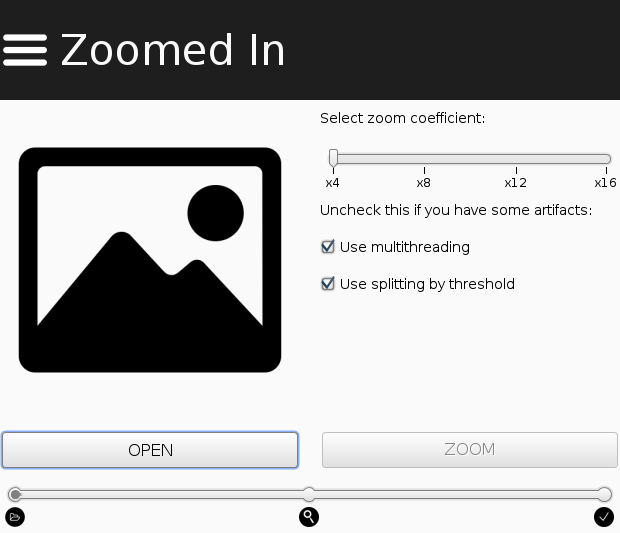 Zoomed In
Select zoom coefficient:
x4 x8 x12 x16
Uncheck this if you have some artifacts:
Use multithreading
Use splitting by threshold
OPEN
ZOOM